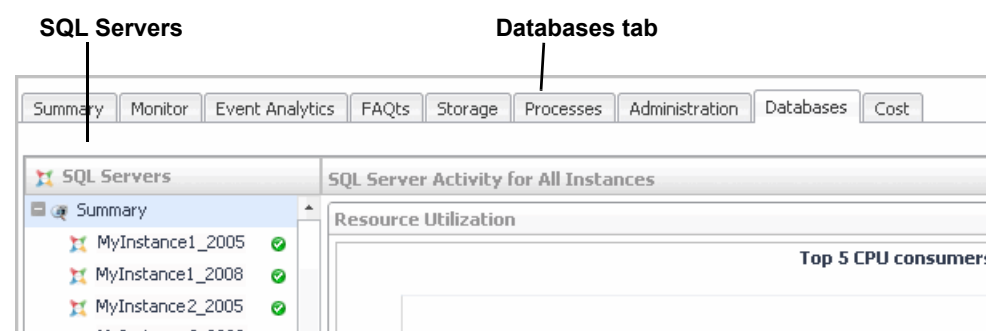 SQL Servers Databases tab
Summary Monitor Event Analytics FAQts Storage Processes Administration Databases Cost
SQL Servers SQL Server Activity for All Instances
Summary
Resource Utilization
MyInstance1_2005
Top 5 CPU consumers
MyInstance1_2008
MyInstance2_2005